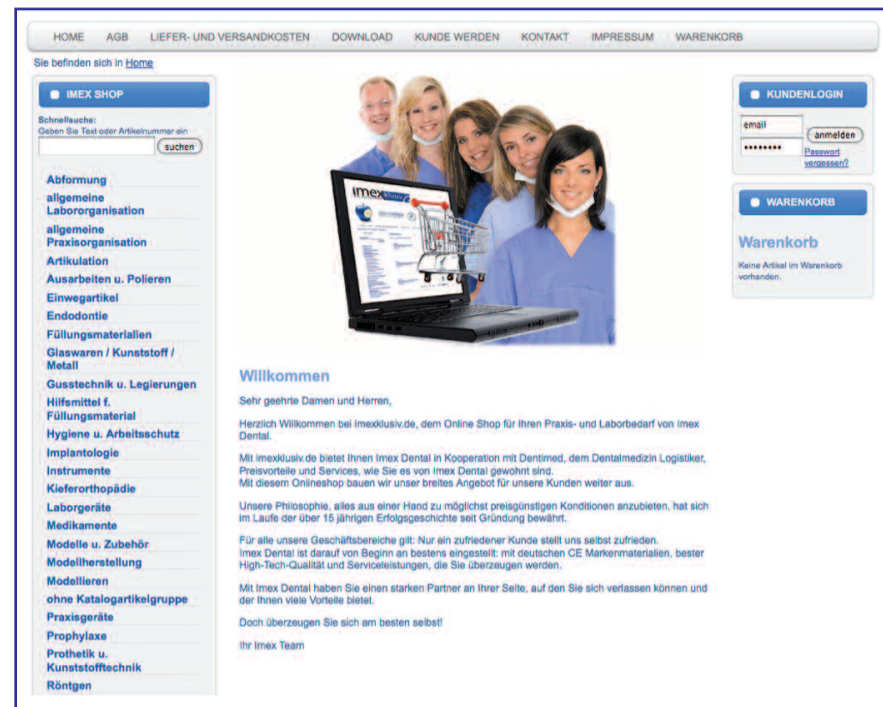 HOME AGB LIEFER- UND VERSANDKOSTEN DOWNLOAD KUNDE WERDEN KONTAKT IMPRESSUM WARENKORB
Sie befinden sich in Home
IMEX SHOP
Schnellsuche:
Geben Sie Text oder Artikelnummer ein
suchen
Abformung
allgemeine
Labororganisation
allgemeine
Praxisorganisation
Artikulation
Ausarbeiten u. Polieren
Einwegartikel
Endodontie
Füllungsmaterialien
Glaswaren / Kunststoff /
Metall
Gusstechnik u. Legierungen
Hilfsmittel f.
Füllungsmaterial
Hygiene u. Arbeitsschutz
Implantologie
Instrumente
Kieferorthopädie
Laborgeräte
Medikamente
Modelle u. Zubehör
Modellherstellung
Modellieren
ohne Katalogartikelgruppe
Praxisgeräte
Prophylaxe
Prothetik u.
Kunststofftechnik
Röntgen
imex
Willkommen
Sehr geehrte Damen und Herren,
Herzlich Willkommen bei imexklusiv.de, dem Online Shop für Ihren Praxis- und Laborbedarf von Imex
Dental.
Mit imexklusiv.de bietet Ihnen Imex Dental in Kooperation mit Dentimed, dem Dentalmedizin Logistiker,
Preisvorteile und Services, wie Sie es von Imex Dental gewohnt sind.
Mit diesem Onlineshop bauen wir unser breites Angebot für unsere Kunden weiter aus.
Unsere Philosophie, alles aus einer Hand zu möglichst preisgünstigen Konditionen anzubieten, hat sich
im Laufe der über 15 jährigen Erfolgsgeschichte seit Gründung bewährt.
Für alle unsere Geschäftsbereiche gilt: Nur ein zufriedener Kunde stellt uns selbst zufrieden.
Imex Dental ist darauf von Beginn an bestens eingestellt: mit deutschen CE Markenmaterialien, bester
High-Tech-Qualität und Serviceleistungen, die Sie überzeugen werden.
Mit Imex Dental haben Sie einen starken Partner an Ihrer Seite, auf den Sie sich verlassen können und
der Ihnen viele Vorteile bietet.
Doch überzeugen Sie sich am besten selbst!
Ihr Imex Team
KUNDENLOGIN
email
anmelden
••••••••
Passwort
vergessen?
WARENKORB
Warenkorb
Keine Artikel im Warenkorb
vorhanden.